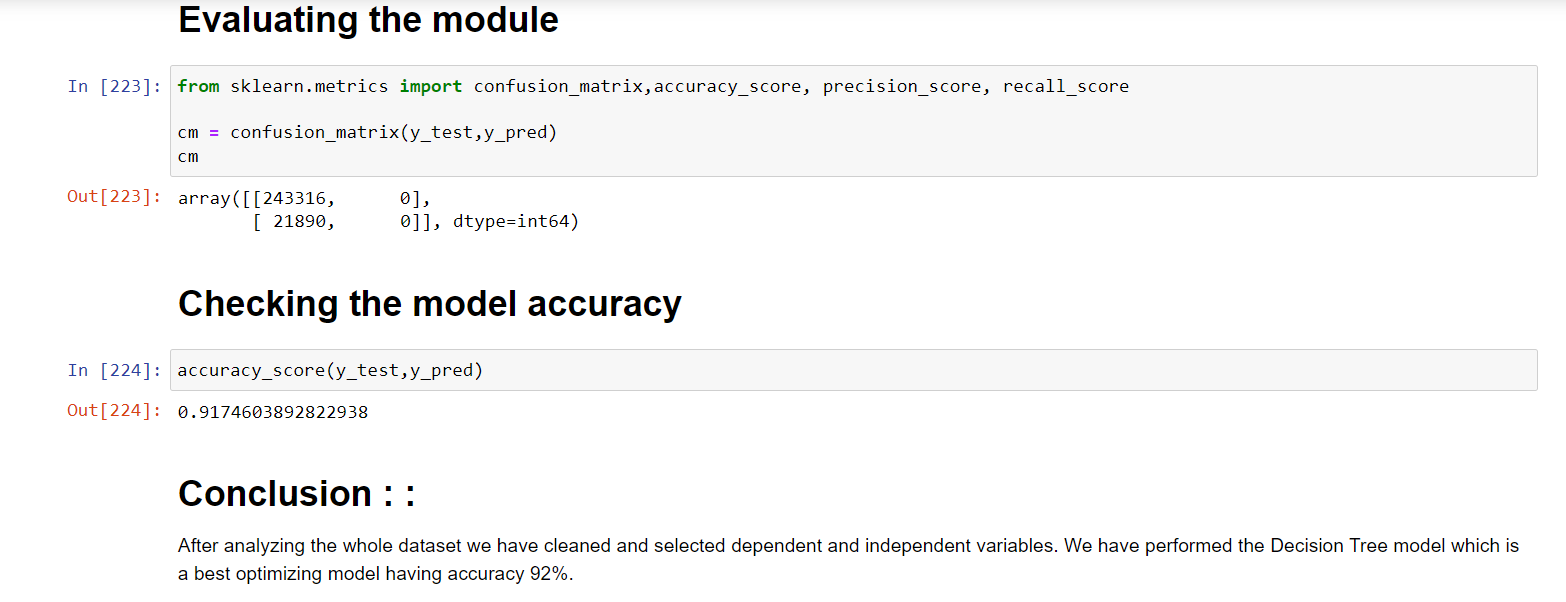 Evaluating the module
In [223]: from sklearn.metrics import confusion_matrix,accuracy_score, precision_score, recall_score
cm = confusion_matrix(y_test,y_pred)
cm
Out[223]: array([[243316,      0],
       [ 21890,      0]], dtype=int64)
Checking the model accuracy
In [224]: accuracy_score(y_test,y_pred)
Out[224]: 0.9174603892822938
Conclusion : :
After analyzing the whole dataset we have cleaned and selected dependent and independent variables. We have performed the Decision Tree model which is
a best optimizing model having accuracy 92%.